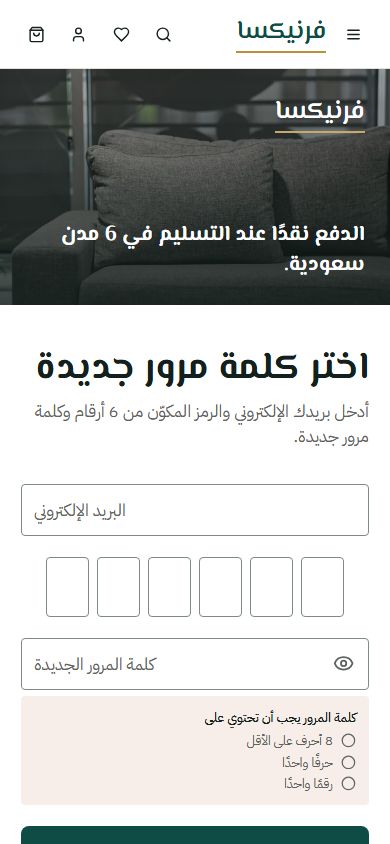 فرنيكسا
فرنيكسا
الدفع نقدًا عند التسليم في 6 مدن
سعودية.
اختر كلمة مرور جديدة
أدخل بريدك الإلكتروني والرمز المكوّن من 6 أرقام وكلمة
مرور جديدة.
البريد الإلكتروني
كلمة المرور الجديدة
كلمة المرور يجب أن تحتوي على
8 أحرف على الأقل
حرفًا واحدًا
رقمًا واحدًا